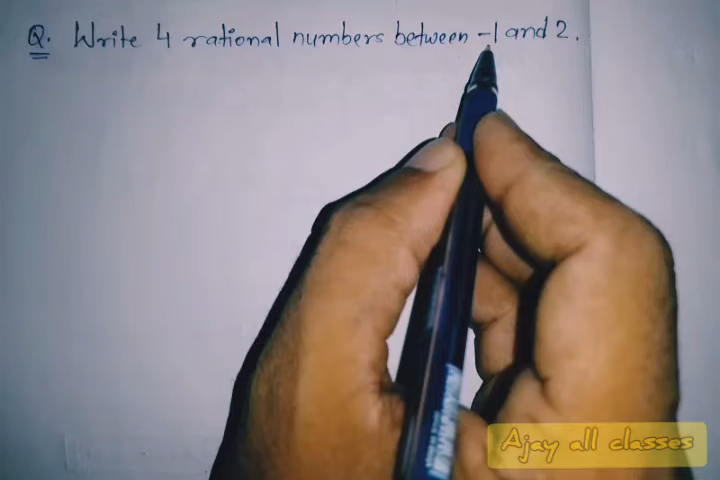 Q. Write 4 rational numbers between -1 and 2.
Ajay all classes